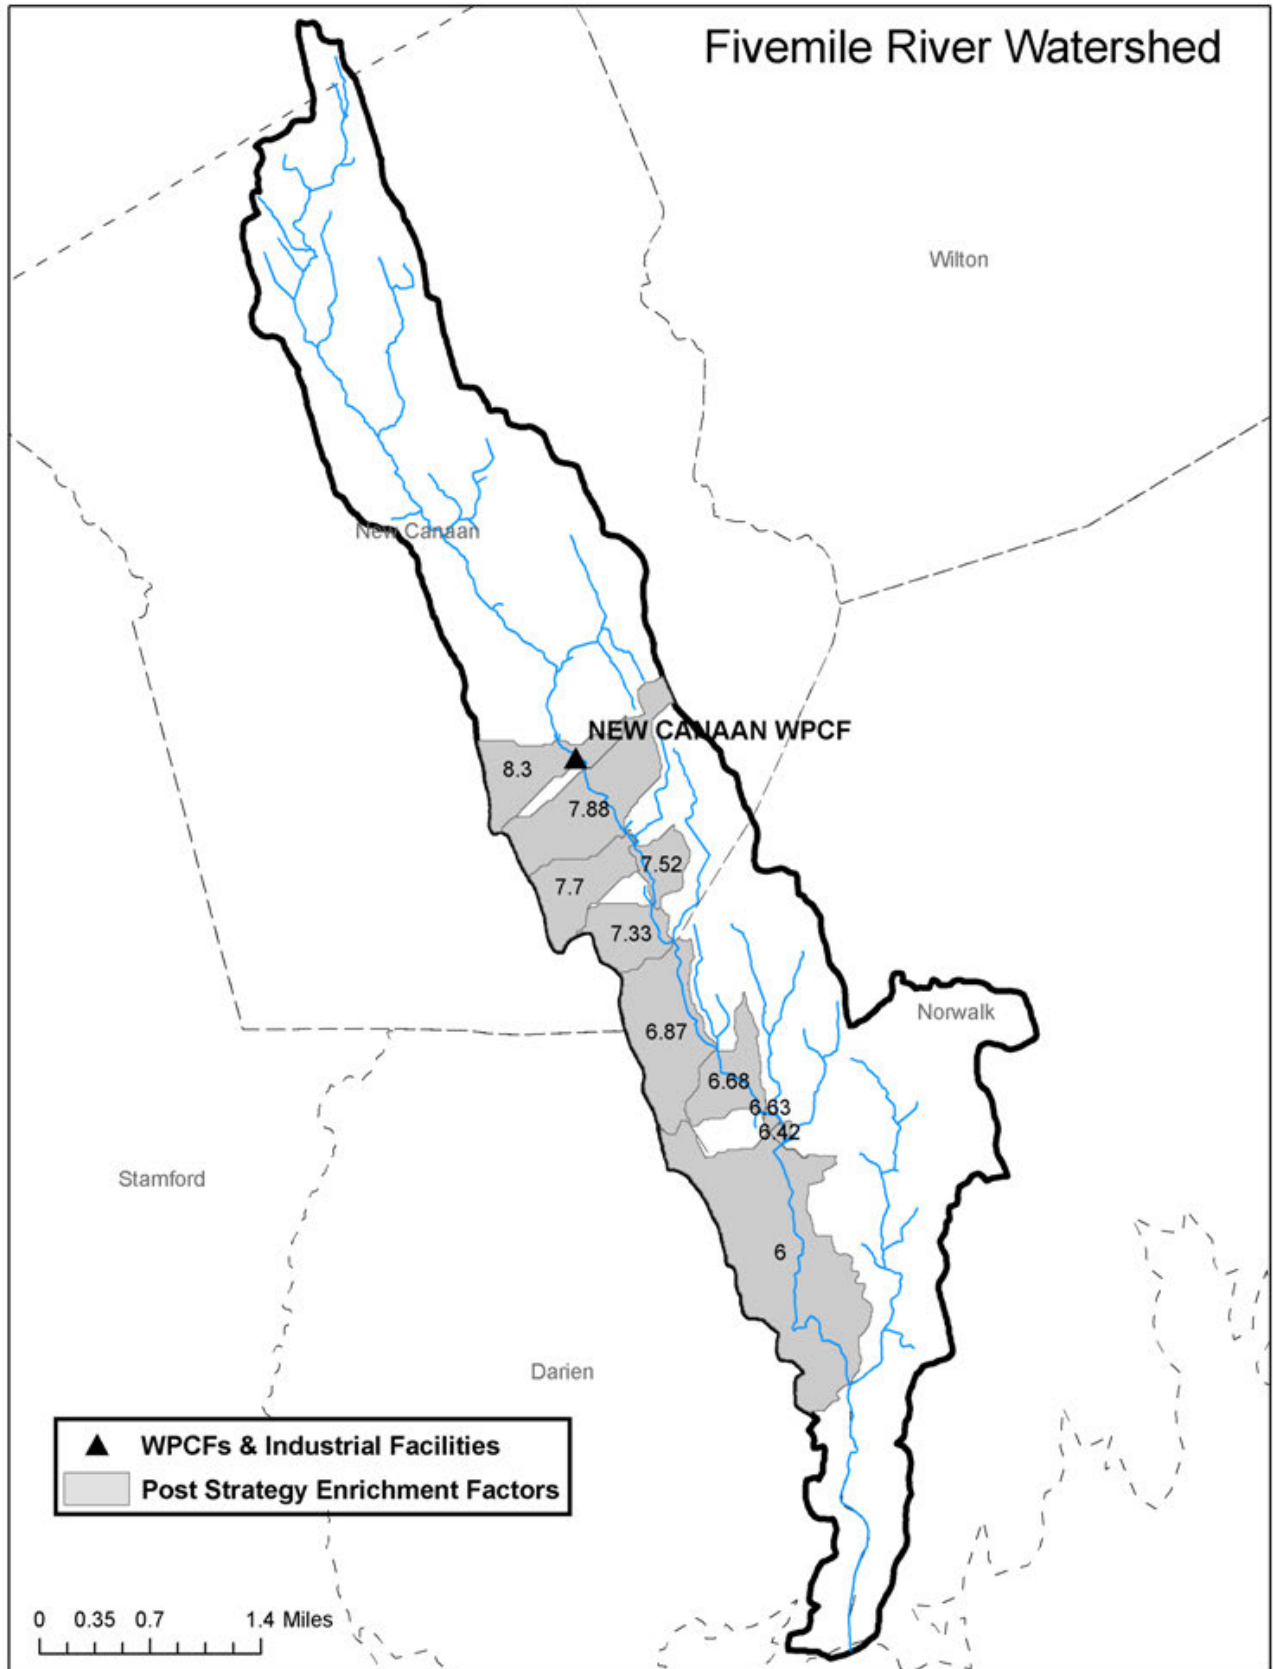 Fivemile River Watershed
Wilton
New Canaan
NEW CANAAN WPCF
8.3
7.88
7.52
7.7
7.33
Norwalk
6.87
6.68
6.63
6.42
Stamford
6
Darien
WPCFs & Industrial Facilities
Post Strategy Enrichment Factors
0 0.35 0.7 1.4 Miles